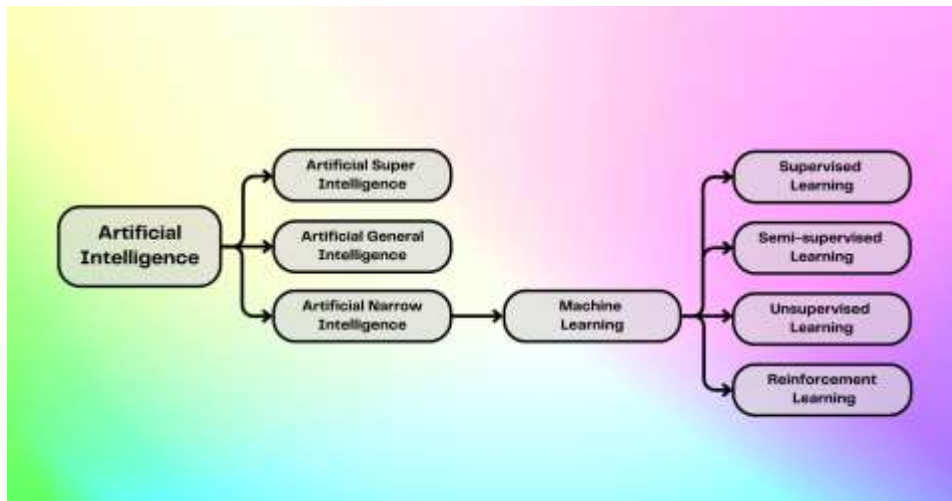 Artificial
Intelligence
Artificial Super
Intelligence
Artificial General
Intelligence
Artificial Narrow
Intelligence
Machine
Learning
Supervised
Learning
Semi-supervised
Learning
Unsupervised
Learning
Reinforcement
Learning